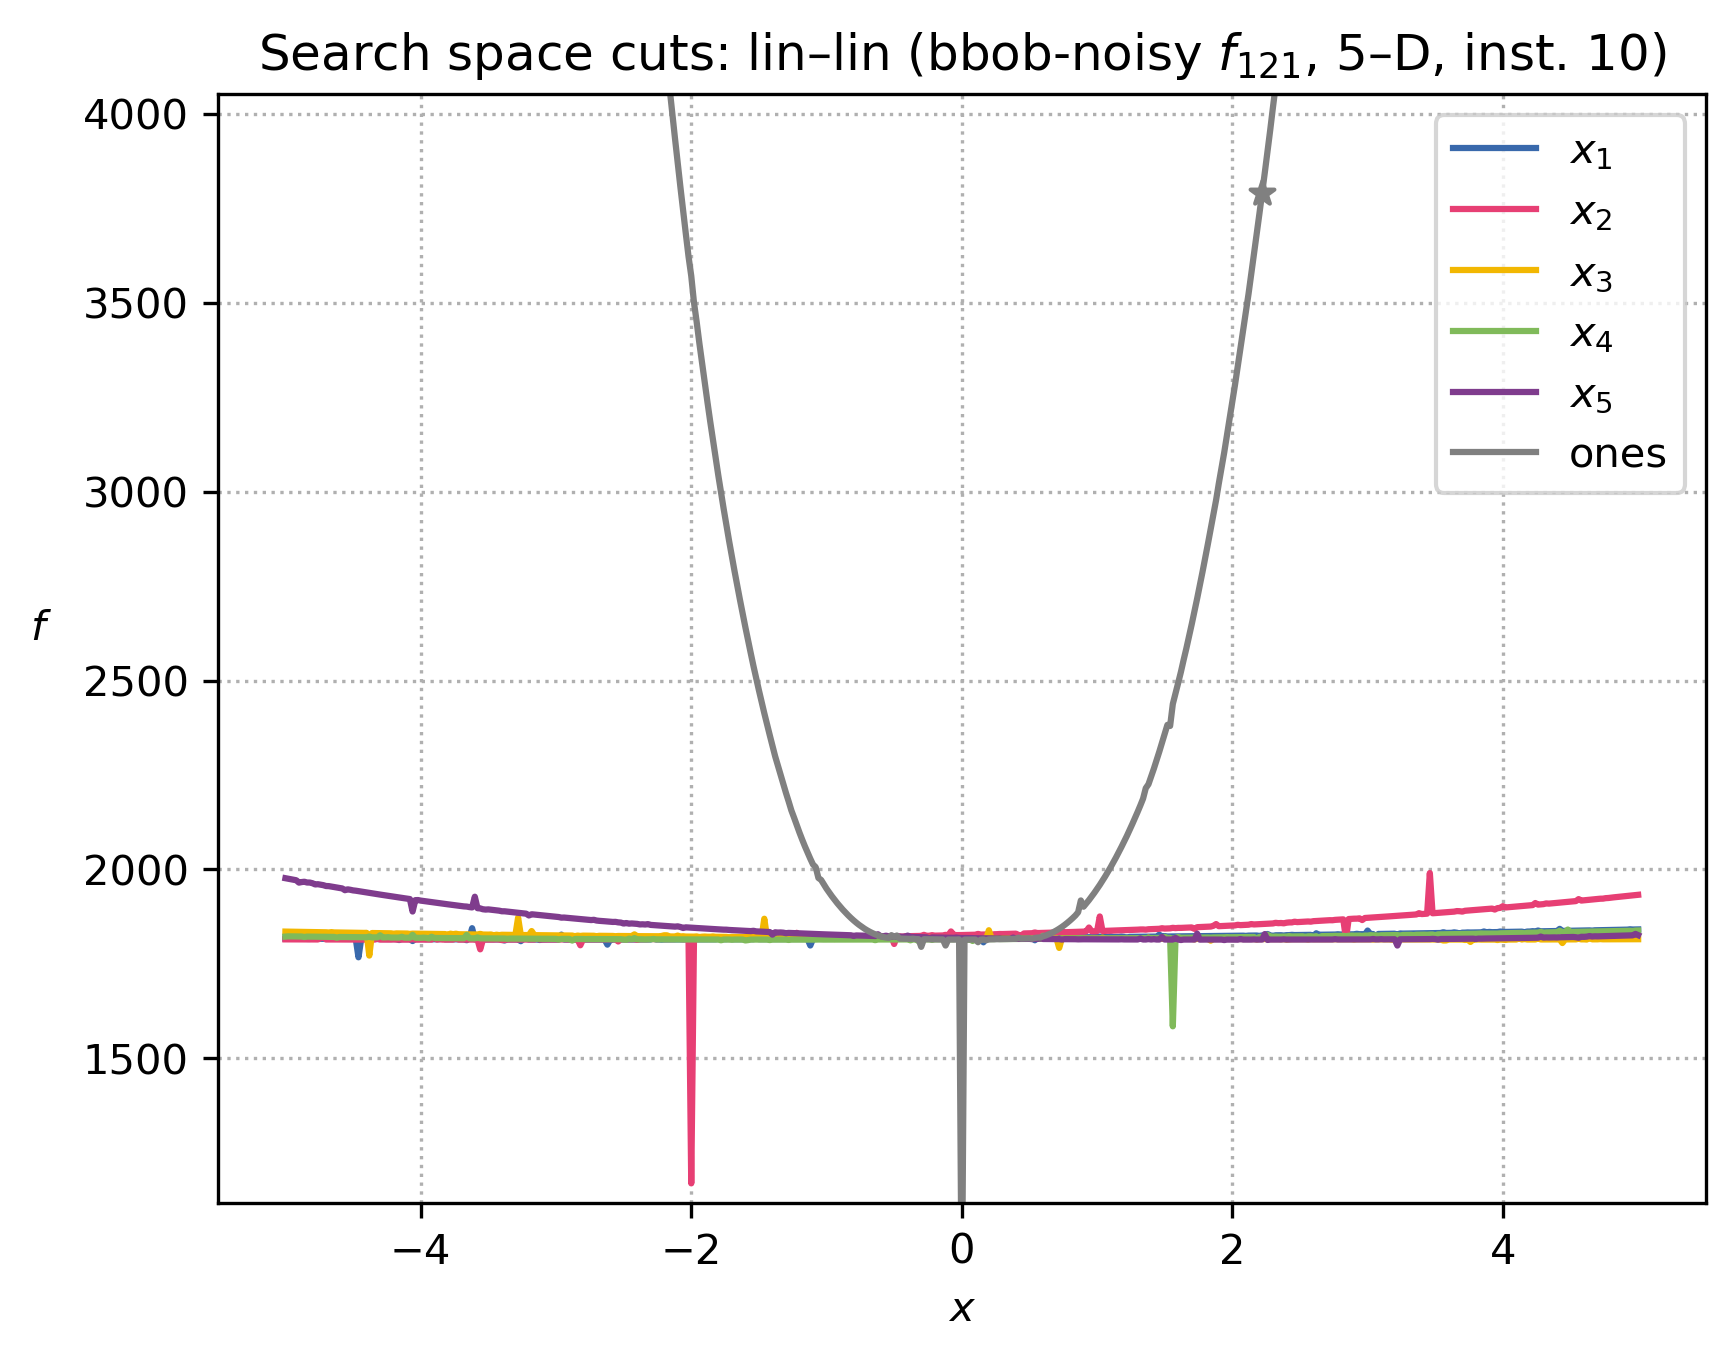 Search space cuts: lin–lin (bbob-noisy f₁₂₁, 5–D, inst. 10)
4000
3500
3000
2500
2000
1500
f
−4 −2 0 2 4
x
x₁
x₂
x₃
x₄
x₅
ones